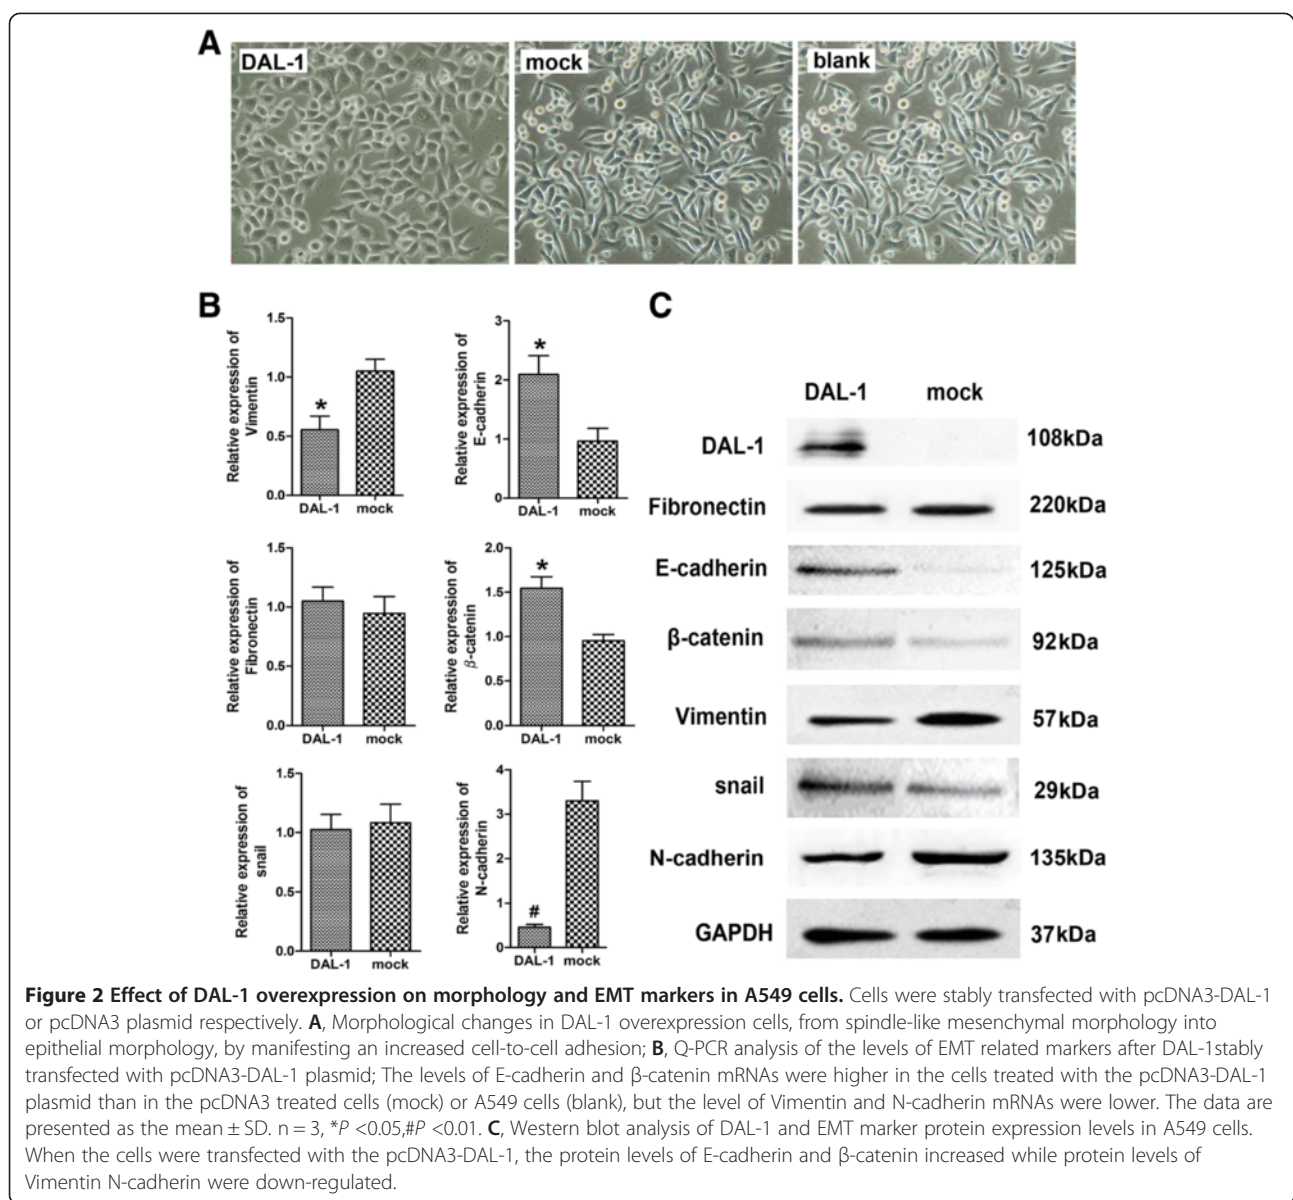 A
DAL-1
mock
blank
B
Relative expression of
Vimentin
1.5
1.0
0.5
0.0
*
DAL-1
mock
Relative expression of
E-cadherin
3
2
1
0
*
DAL-1
mock
Relative expression of
Fibronectin
1.5
1.0
0.5
0.0
DAL-1
mock
Relative expression of
β-catenin
2.0
1.5
1.0
0.5
0.0
*
DAL-1
mock
Relative expression of
snail
1.5
1.0
0.5
0.0
DAL-1
mock
Relative expression of
N-cadherin
4
3
2
1
0
#
DAL-1
mock
C
DAL-1 mock
DAL-1 108kDa
Fibronectin 220kDa
E-cadherin 125kDa
β-catenin 92kDa
Vimentin 57kDa
snail 29kDa
N-cadherin 135kDa
GAPDH 37kDa
Figure 2 Effect of DAL-1 overexpression on morphology and EMT markers in A549 cells. Cells were stably transfected with pcDNA3-DAL-1
or pcDNA3 plasmid respectively. A, Morphological changes in DAL-1 overexpression cells, from spindle-like mesenchymal morphology into
epithelial morphology, by manifesting an increased cell-to-cell adhesion; B, Q-PCR analysis of the levels of EMT related markers after DAL-1stably
transfected with pcDNA3-DAL-1 plasmid; The levels of E-cadherin and β-catenin mRNAs were higher in the cells treated with the pcDNA3-DAL-1
plasmid than in the pcDNA3 treated cells (mock) or A549 cells (blank), but the level of Vimentin and N-cadherin mRNAs were lower. The data are
presented as the mean ± SD. n = 3, *P <0.05,#P <0.01. C, Western blot analysis of DAL-1 and EMT marker protein expression levels in A549 cells.
When the cells were transfected with the pcDNA3-DAL-1, the protein levels of E-cadherin and β-catenin increased while protein levels of
Vimentin N-cadherin were down-regulated.